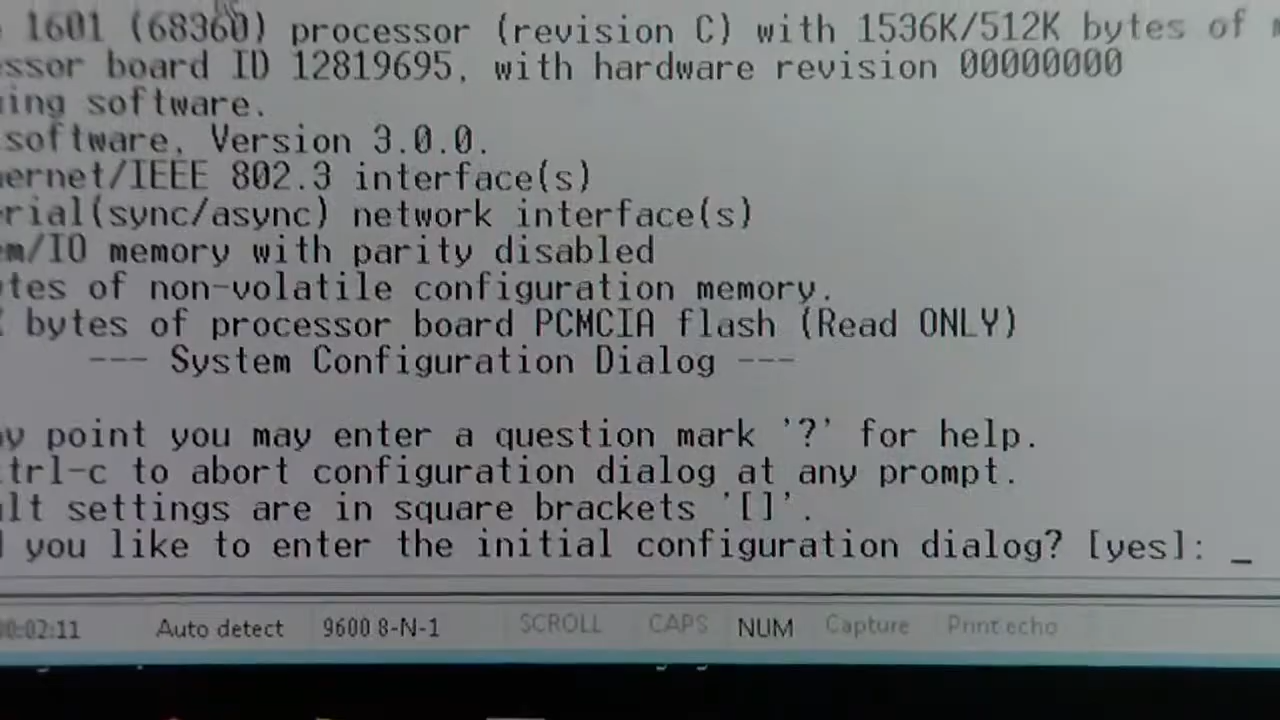 1601 (68360) processor (revision C) with 1536K/512K bytes of
ssor board ID 12819695, with hardware revision 00000000
ing software.
software, Version 3.0.0.
ernet/IEEE 802.3 interface(s)
rial(sync/async) network interface(s)
em/IO memory with parity disabled
tes of non-volatile configuration memory.
bytes of processor board PCMCIA flash (Read ONLY)
--- System Configuration Dialog ---
y point you may enter a question mark '?' for help.
trl-c to abort configuration dialog at any prompt.
ult settings are in square brackets '[]'.
you like to enter the initial configuration dialog? [yes]: _
0:02:11 Auto detect 9600 8-N-1 SCROLL CAPS NUM Capture Print echo